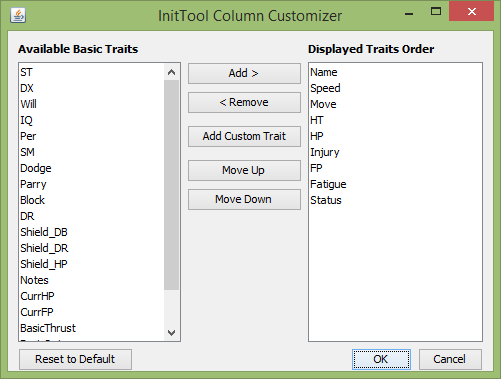 InitTool Column Customizer
Available Basic Traits
ST
DX
Will
IQ
Per
SM
Dodge
Parry
Block
DR
Shield_DB
Shield_DR
Shield_HP
Notes
CurrHP
CurrFP
BasicThrust
Add >
< Remove
Add Custom Trait
Move Up
Move Down
Displayed Traits Order
Name
Speed
Move
HT
HP
Injury
FP
Fatigue
Status
Reset to Default
OK
Cancel